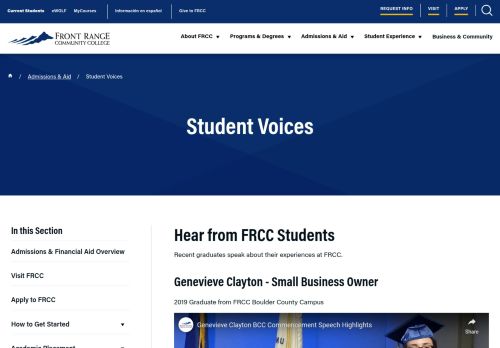 Current Students eWOLF MyCourses Información en español Give to FRCC REQUEST INFO VISIT APPLY
FRONT RANGE
COMMUNITY COLLEGE
About FRCC Programs & Degrees Admissions & Aid Student Experience Business & Community
/ Admissions & Aid / Student Voices
Student Voices
In this Section
Admissions & Financial Aid Overview
Visit FRCC
Apply to FRCC
How to Get Started
Academic Placement
Hear from FRCC Students
Recent graduates speak about their experiences at FRCC.
Genevieve Clayton - Small Business Owner
2019 Graduate from FRCC Boulder County Campus
Genevieve Clayton BCC Commencement Speech Highlights
Share